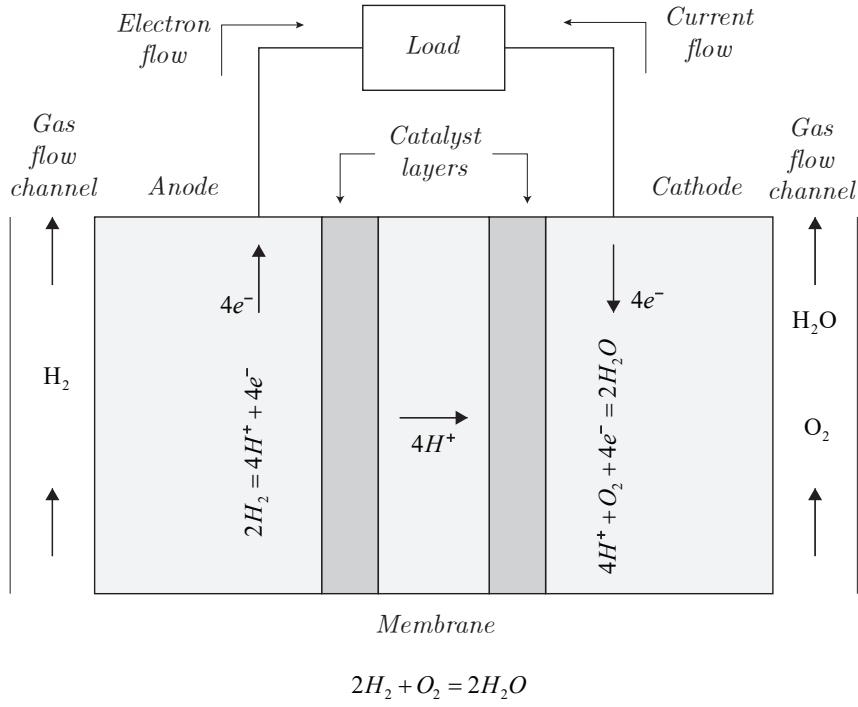 Electron
flow
Load
Current
flow
Gas
flow
channel
Anode
Catalyst
layers
Cathode
Gas
flow
channel
4e⁻
4e⁻
H₂
2H₂ = 4H⁺ + 4e⁻
4H⁺
4H⁺ + O₂ + 4e⁻ = 2H₂O
H₂O
O₂
Membrane
2H₂ + O₂ = 2H₂O